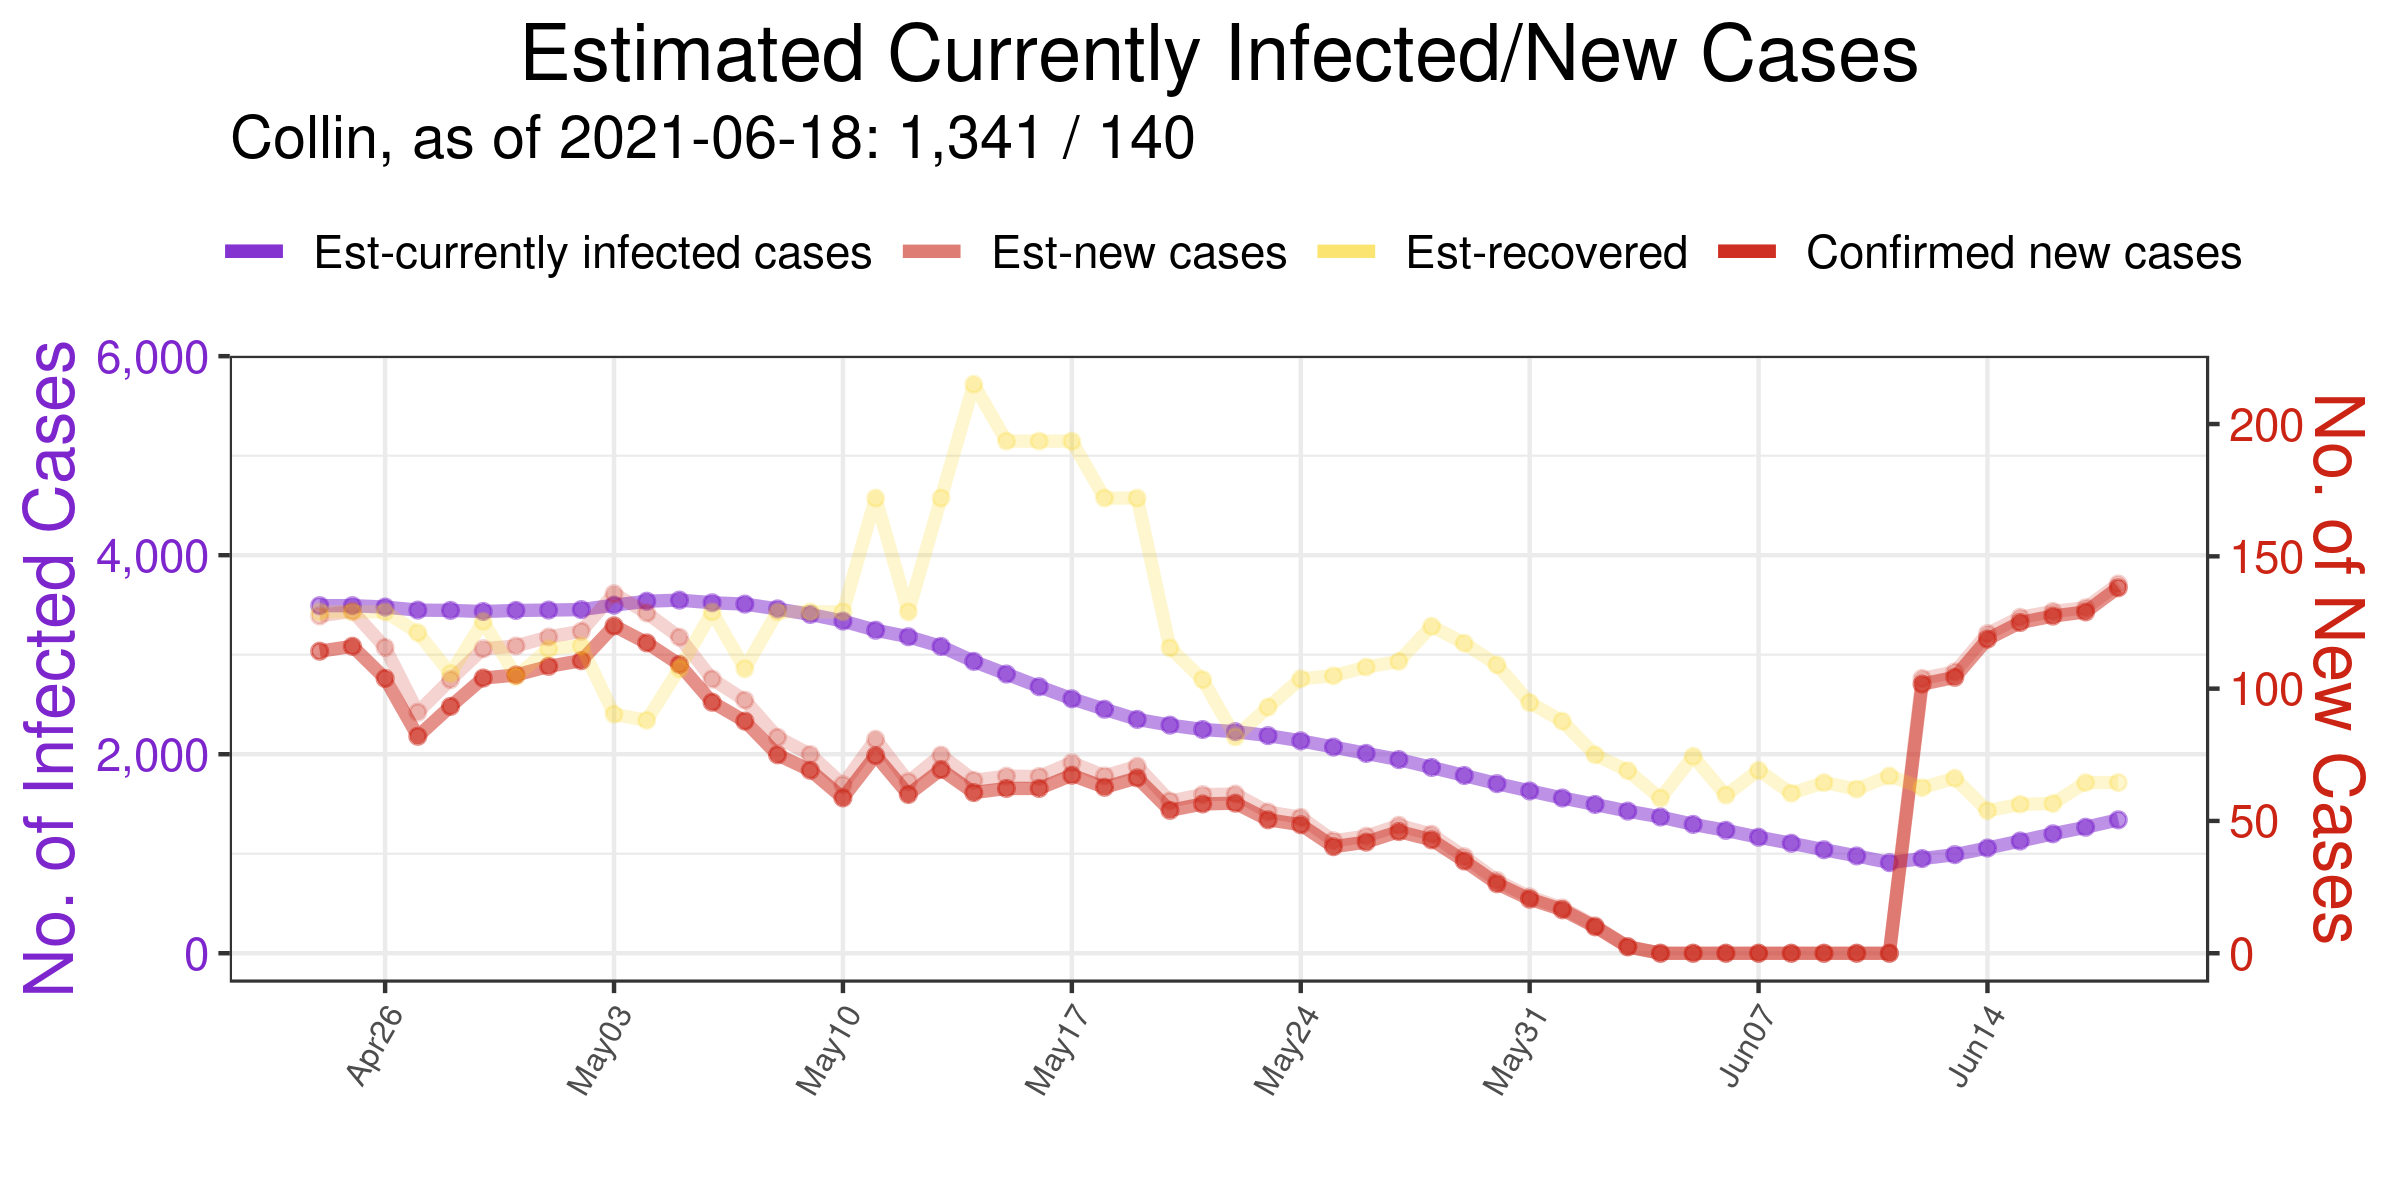 Estimated Currently Infected/New Cases
Collin, as of 2021-06-18: 1,341 / 140
Est-currently infected cases
Est-new cases
Est-recovered
Confirmed new cases
No. of Infected Cases
6,000
4,000
2,000
0
200
150
100
50
0
No. of New Cases
Apr26
May03
May10
May17
May24
May31
Jun07
Jun14